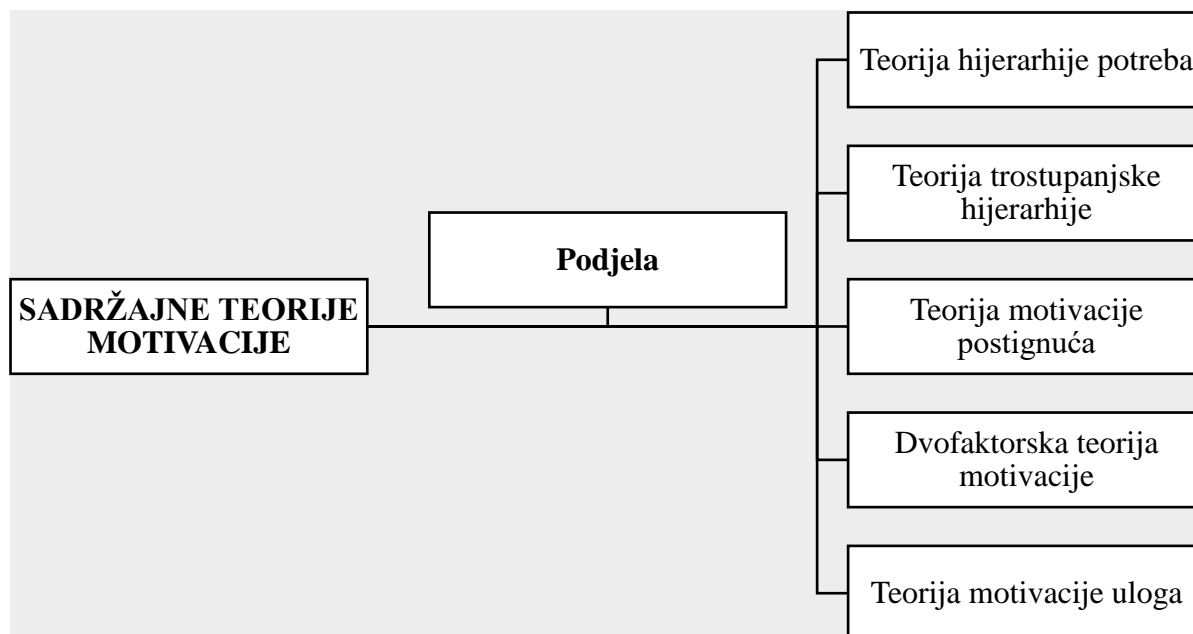 SADRŽAJNE TEORIJE
MOTIVACIJE
Podjela
Teorija hijerarhije potreba
Teorija trostupanjske
hijerarhije
Teorija motivacije
postignuća
Dvofaktorska teorija
motivacije
Teorija motivacije uloga